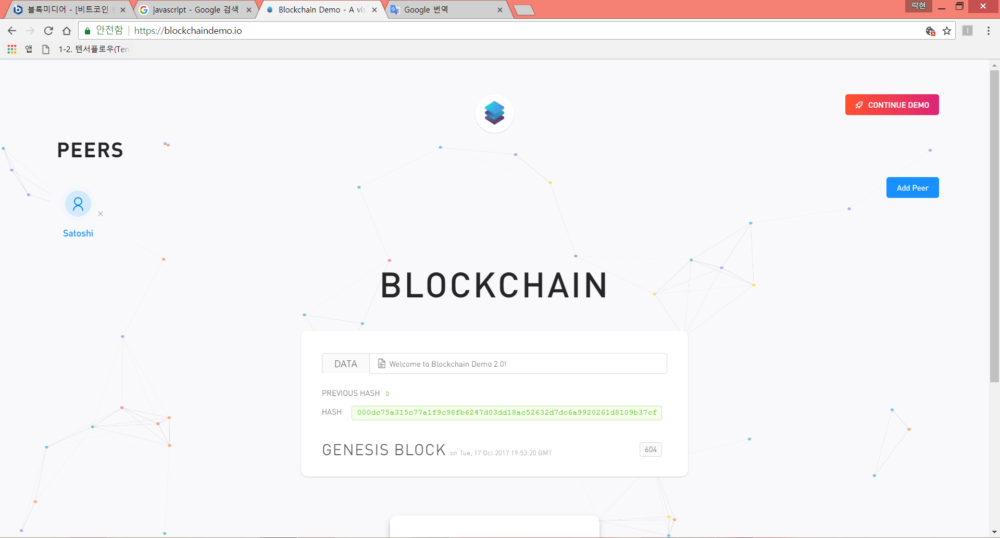 블록미디어 - [비트코인
javascript - Google 검색
Blockchain Demo - A vis
Google 번역
락현
안전함
https://blockchaindemo.io
앱
1-2. 텐서플로우(Ten
CONTINUE DEMO
PEERS
Add Peer
Satoshi
BLOCKCHAIN
DATA Welcome to Blockchain Demo 2.0!
PREVIOUS HASH 0
HASH 000dc75a315c77a1f9c98fb6247d03dd18ac52632d7dc6a9920261d8109b37cf
GENESIS BLOCK on Tue, 17 Oct 2017 19:53:20 GMT 604